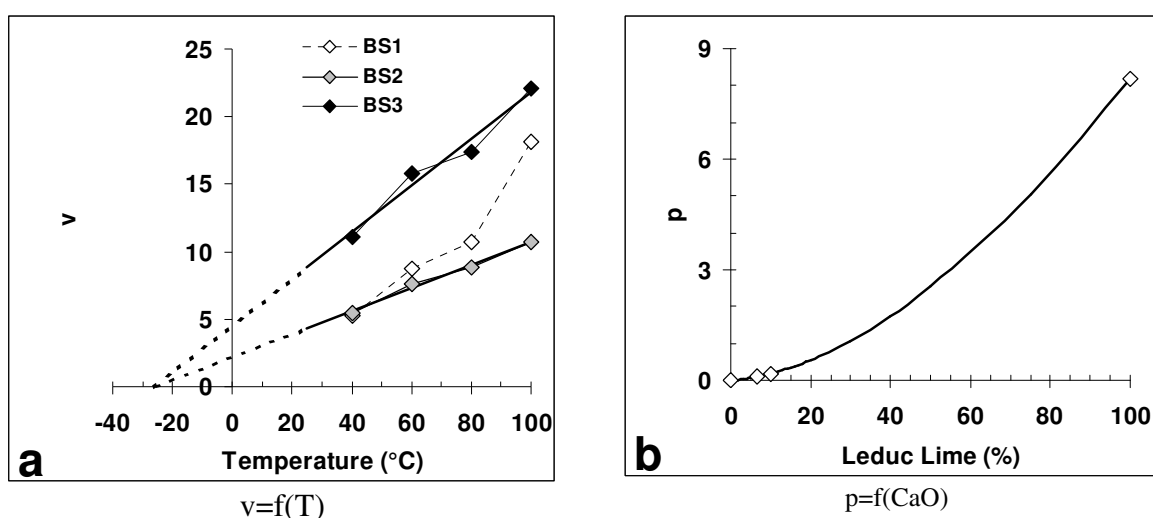 25
20
15
10
5
0
v
BS1
BS2
BS3
-40 -20 0 20 40 60 80 100
Temperature (°C)
a
v=f(T)
9
6
3
0
p
0 20 40 60 80 100
Leduc Lime (%)
b
p=f(CaO)